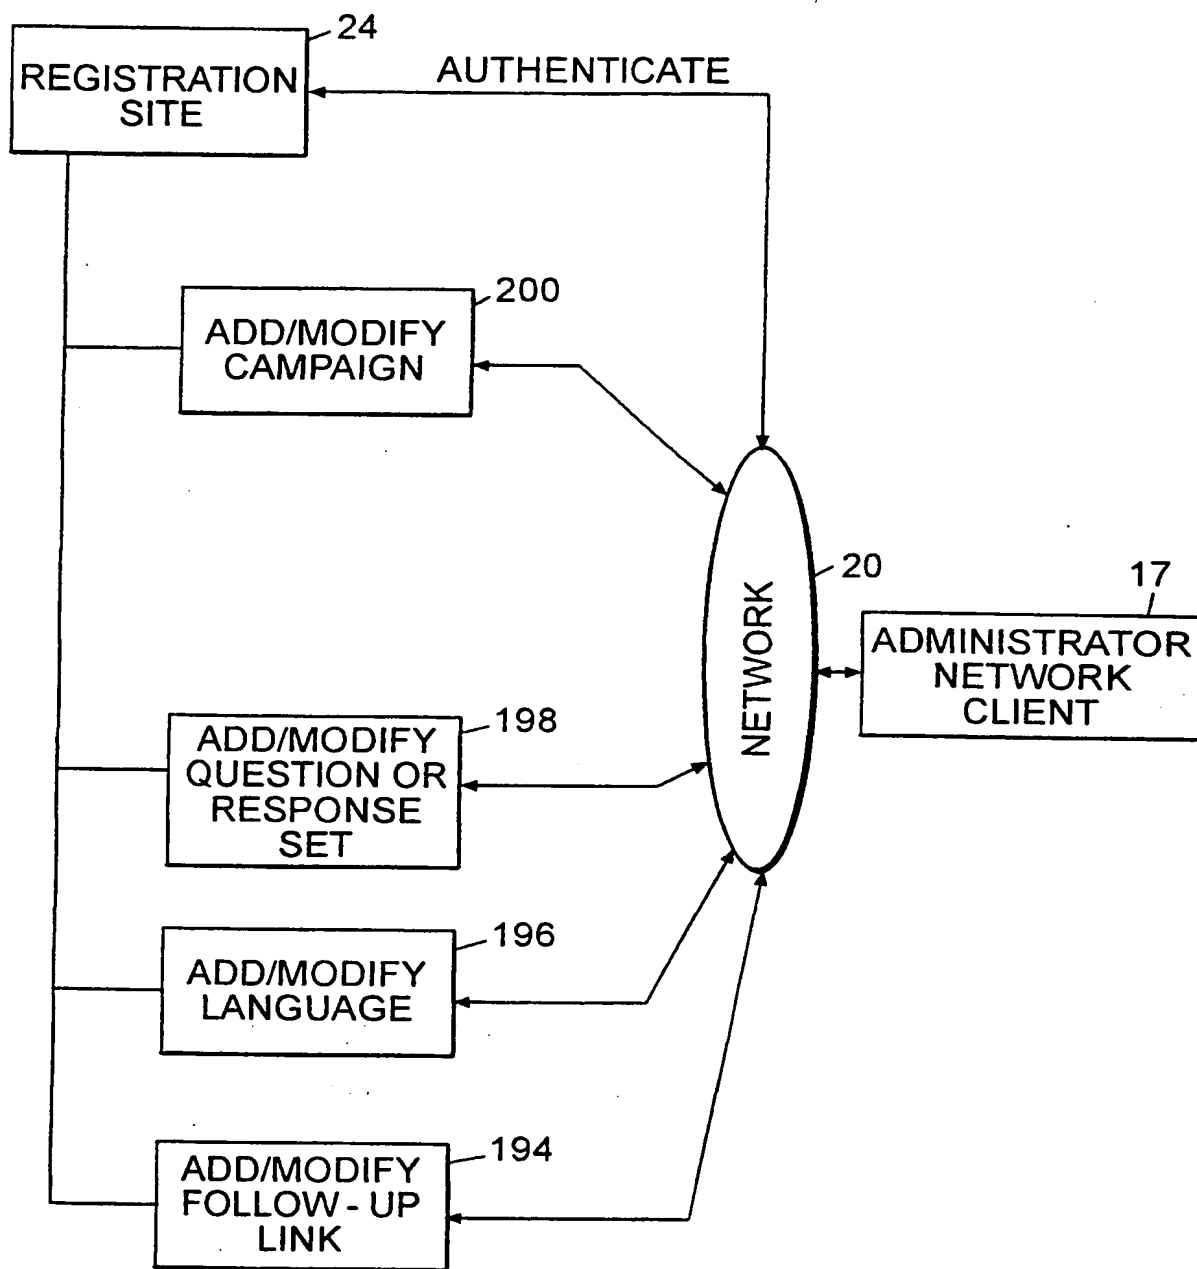 24
REGISTRATION
SITE
AUTHENTICATE
200
ADD/MODIFY
CAMPAIGN
20
NETWORK
17
ADMINISTRATOR
NETWORK
CLIENT
198
ADD/MODIFY
QUESTION OR
RESPONSE
SET
196
ADD/MODIFY
LANGUAGE
194
ADD/MODIFY
FOLLOW-UP
LINK